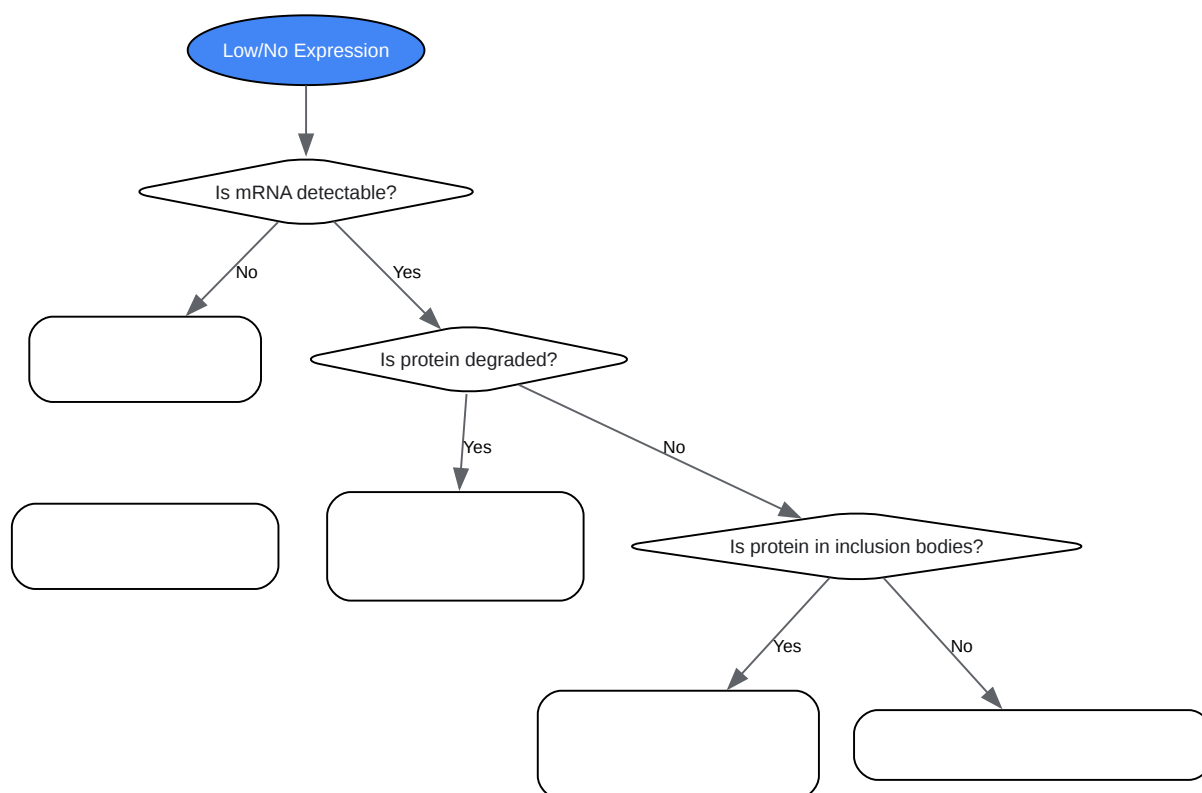 Low/No Expression
Is mRNA detectable?
No
Yes
Is protein degraded?
Yes
No
Is protein in inclusion bodies?
Yes
No